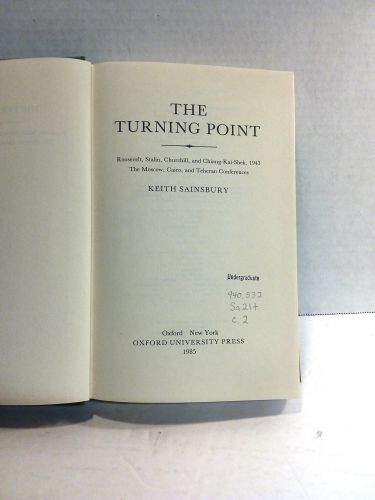 THE
TURNING POINT
Roosevelt, Stalin, Churchill, and Chiang-Kai-Shek, 1943
The Moscow, Cairo, and Teheran Conferences
KEITH SAINSBURY
Undergraduate
940.532
Sa21t
c.2
Oxford New York
OXFORD UNIVERSITY PRESS
1985